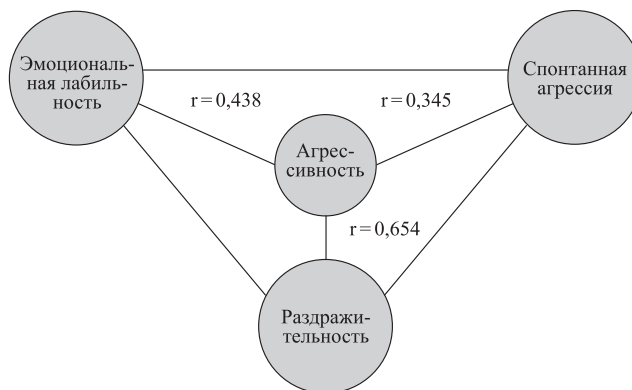 Эмоциональ-
ная лабиль-
ность
Спонтанная
агрессия
r = 0,438
r = 0,345
Агрес-
сивность
r = 0,654
Раздражи-
тельность